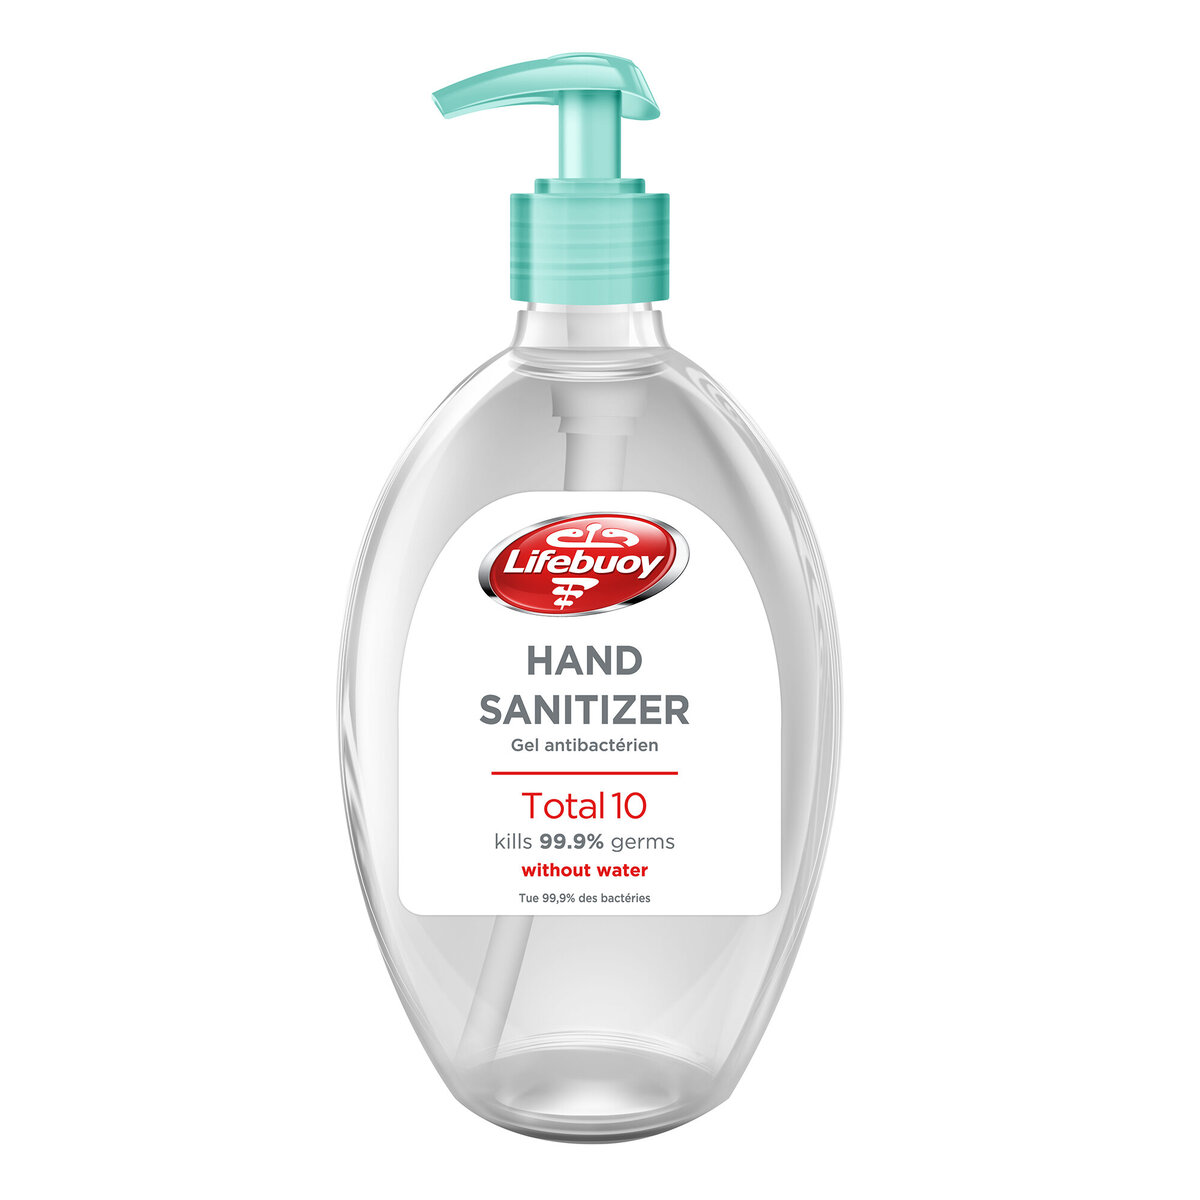 Lifebuoy
HAND
SANITIZER
Gel antibactérien
Total 10
kills 99.9% germs
without water
Tue 99,9% des bactéries